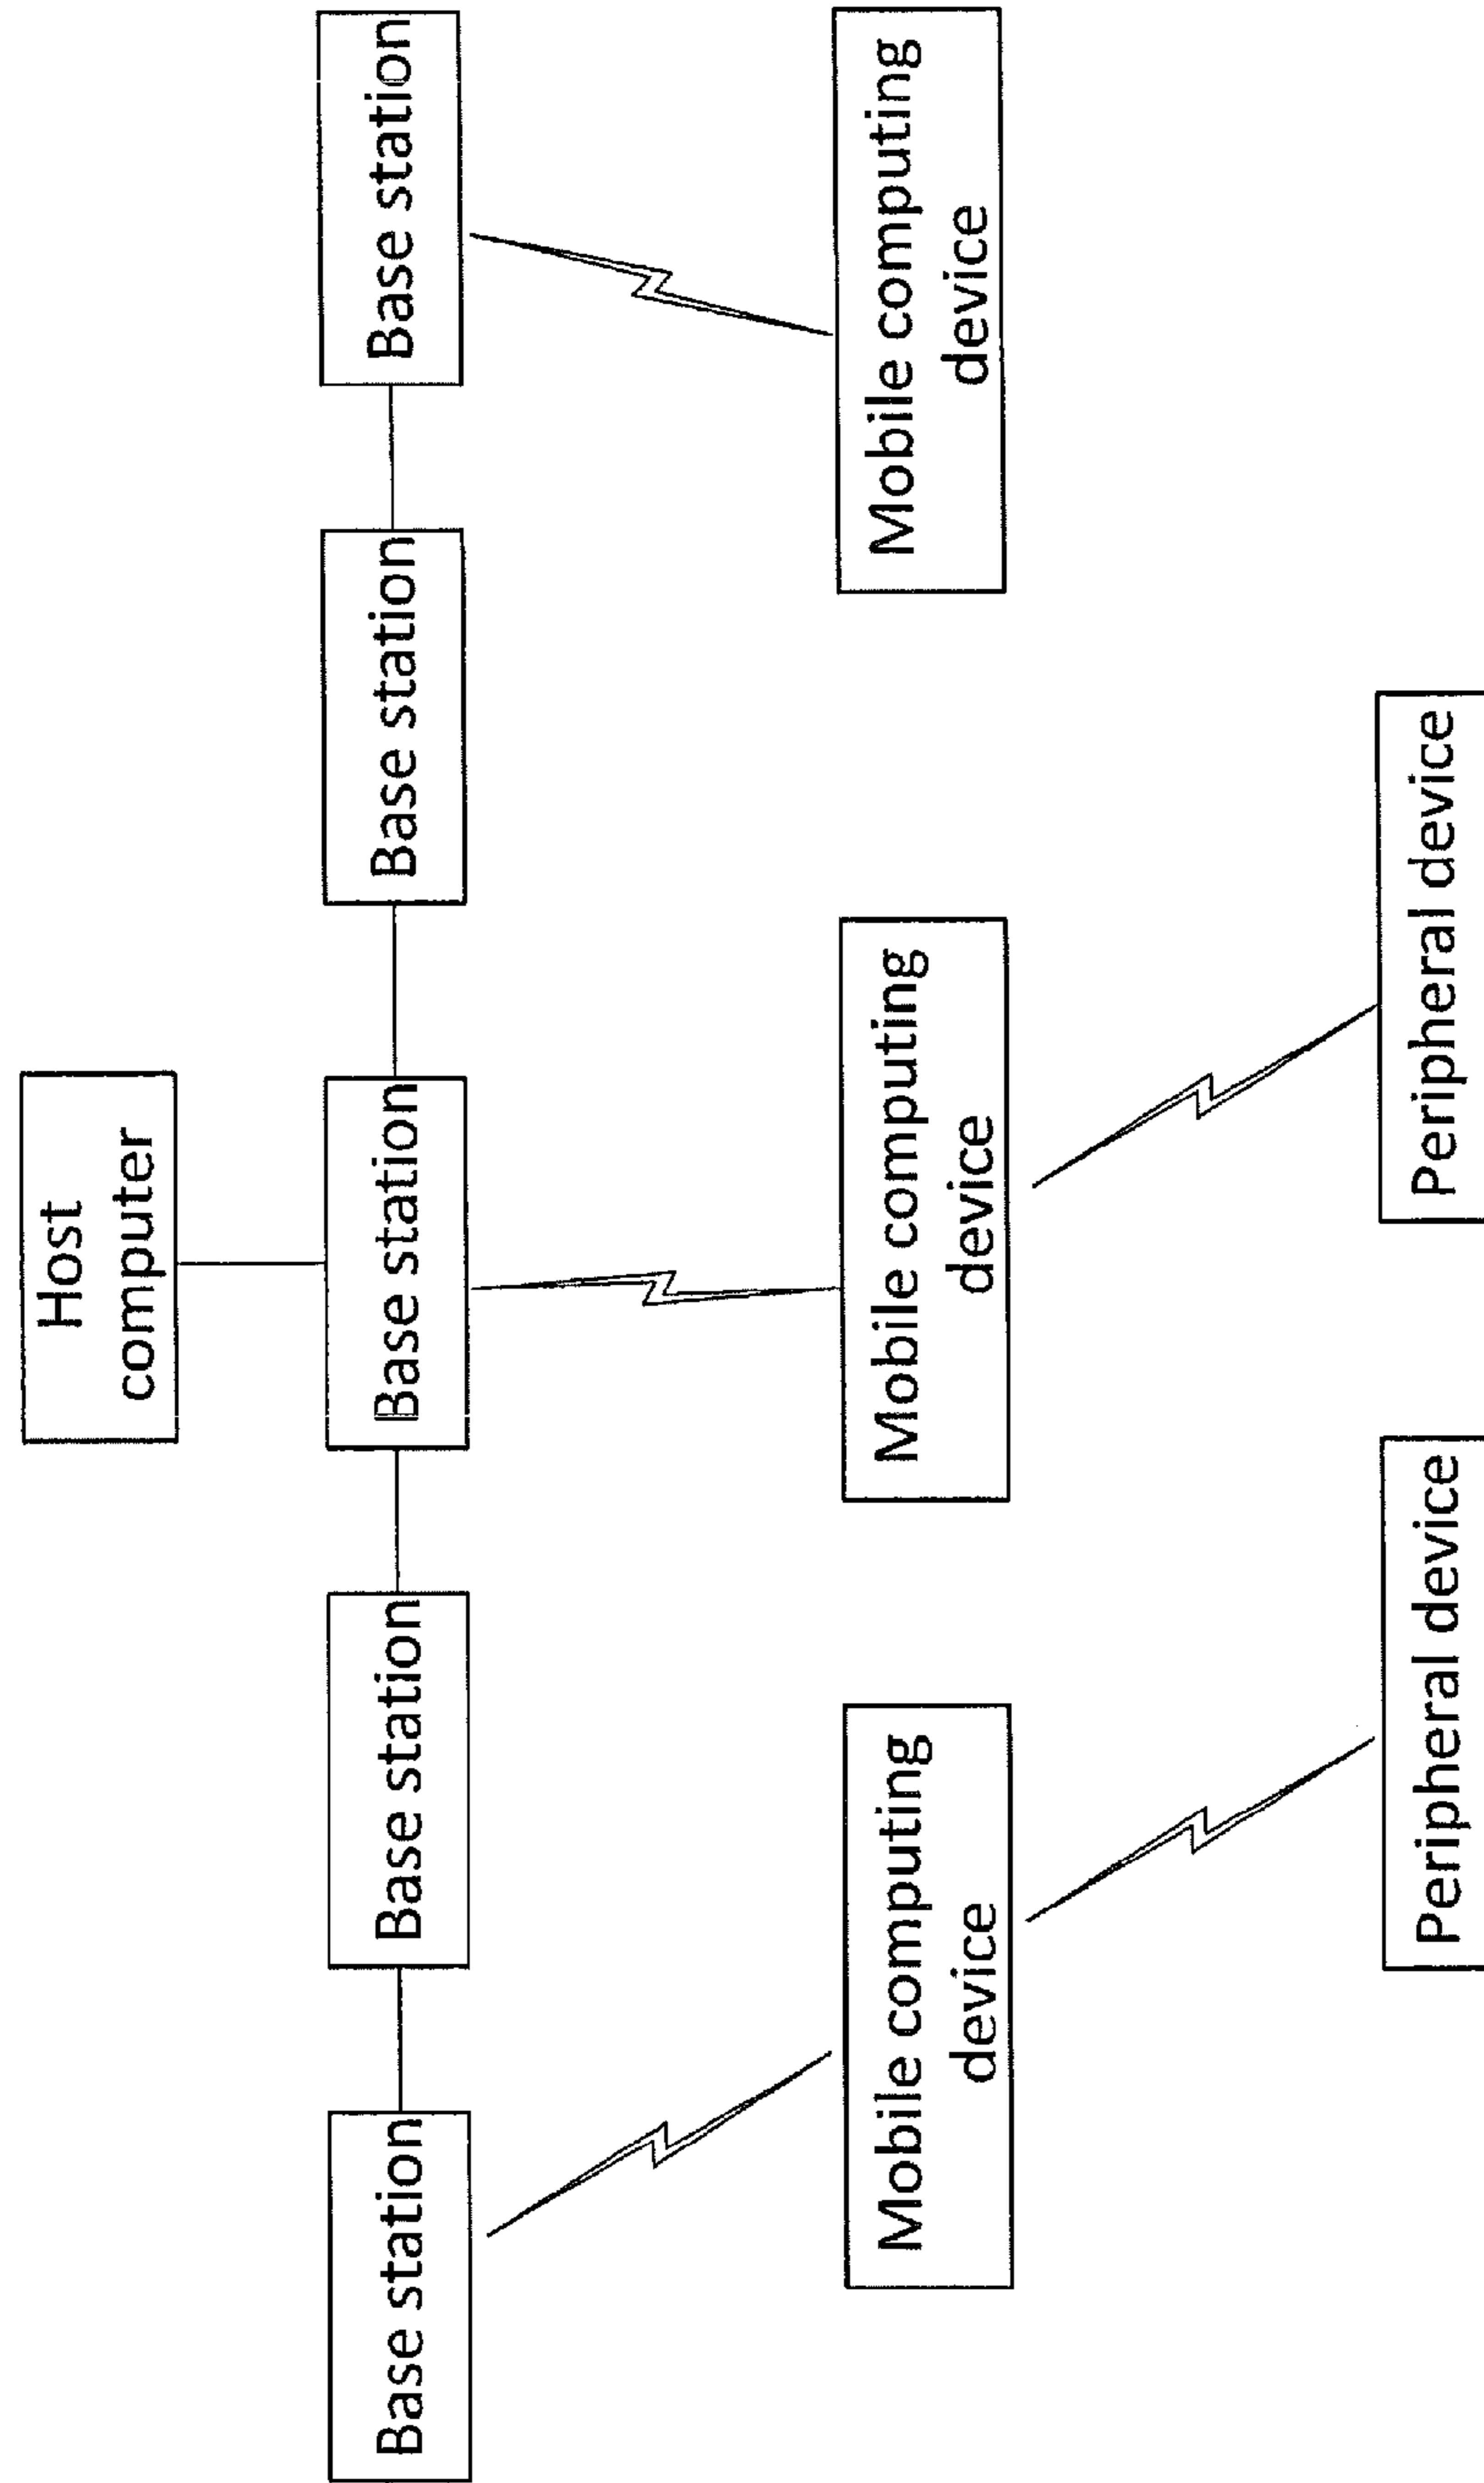 Host
computer
Base station
Base station
Base station
Base station
Base station
Mobile computing
device
Mobile computing
device
Mobile computing
device
Peripheral device
Peripheral device